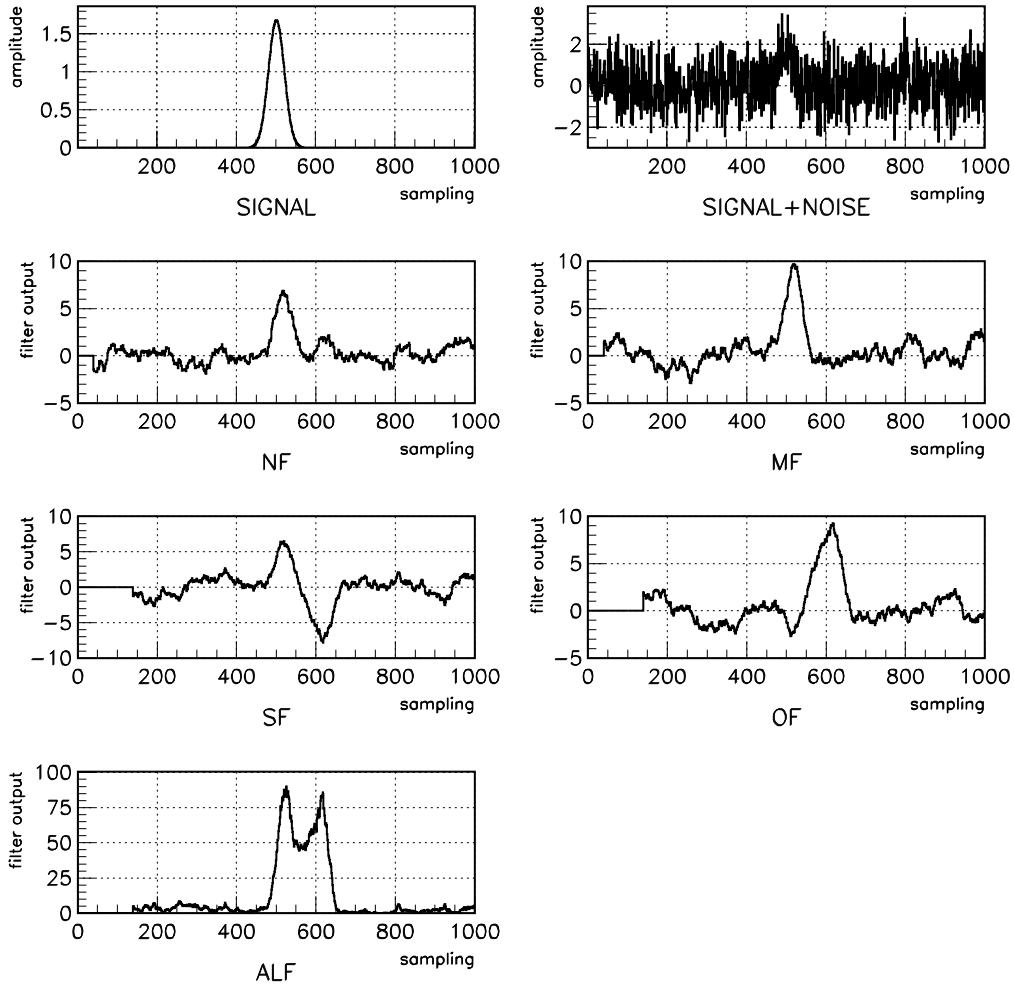 amplitude
1.5
1
0.5
0
200 400 600 800 1000
sampling
SIGNAL
amplitude
2
0
−2
200 400 600 800 1000
sampling
SIGNAL+NOISE
filter output
10
5
0
−5
0 200 400 600 800 1000
sampling
NF
filter output
10
5
0
−5
0 200 400 600 800 1000
sampling
MF
filter output
10
5
0
−5
−10
0 200 400 600 800 1000
sampling
SF
filter output
10
5
0
−5
0 200 400 600 800 1000
sampling
OF
filter output
100
75
50
25
0
0 200 400 600 800 1000
sampling
ALF